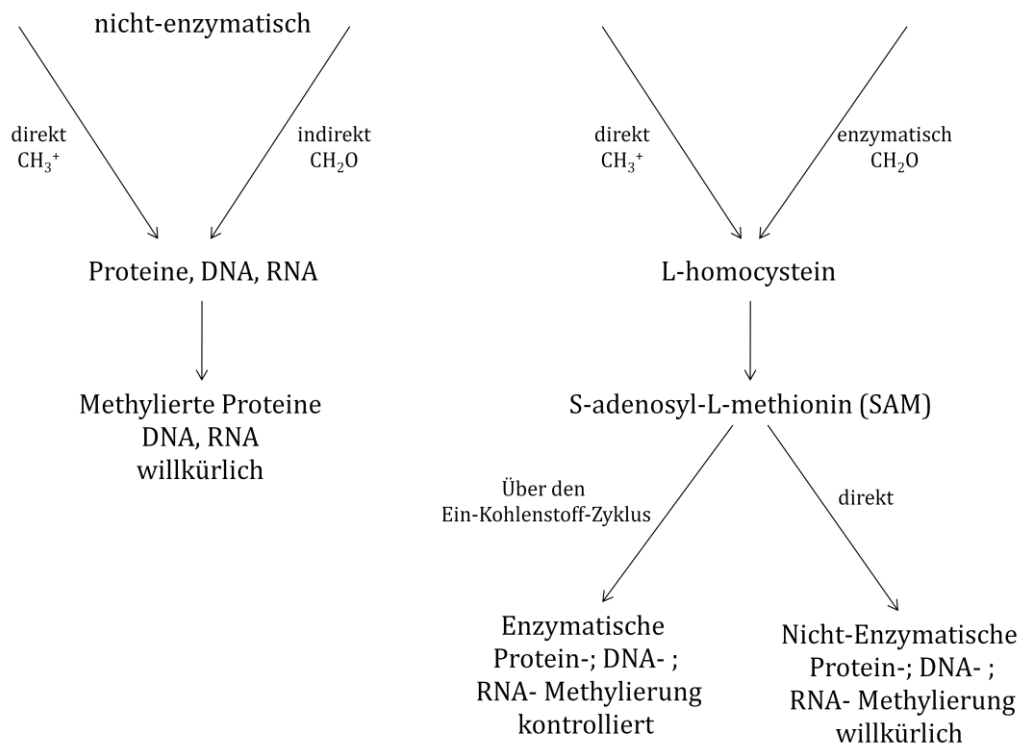 nicht-enzymatisch
direkt
CH₃⁺
indirekt
CH₂O
Proteine, DNA, RNA
Methylierte Proteine
DNA, RNA
willkürlich
direkt
CH₃⁺
enzymatisch
CH₂O
L-homocystein
S-adenosyl-L-methionin (SAM)
Über den
Ein-Kohlenstoff-Zyklus
direkt
Enzymatische
Protein-; DNA- ;
RNA- Methylierung
kontrolliert
Nicht-Enzymatische
Protein-; DNA- ;
RNA- Methylierung
willkürlich